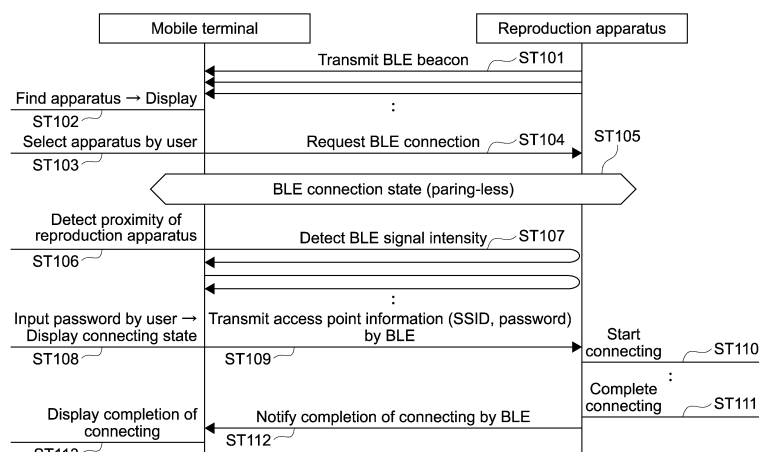 Mobile terminal
Reproduction apparatus
Transmit BLE beacon
ST101
Find apparatus → Display
:
ST102
Select apparatus by user
Request BLE connection
ST104
ST105
ST103
BLE connection state (paring-less)
Detect proximity of
reproduction apparatus
Detect BLE signal intensity
ST107
ST106
:
Input password by user →
Display connecting state
Transmit access point information (SSID, password)
by BLE
Start
connecting
ST110
ST108
ST109
:
Complete
connecting
ST111
Display completion of
connecting
Notify completion of connecting by BLE
ST112